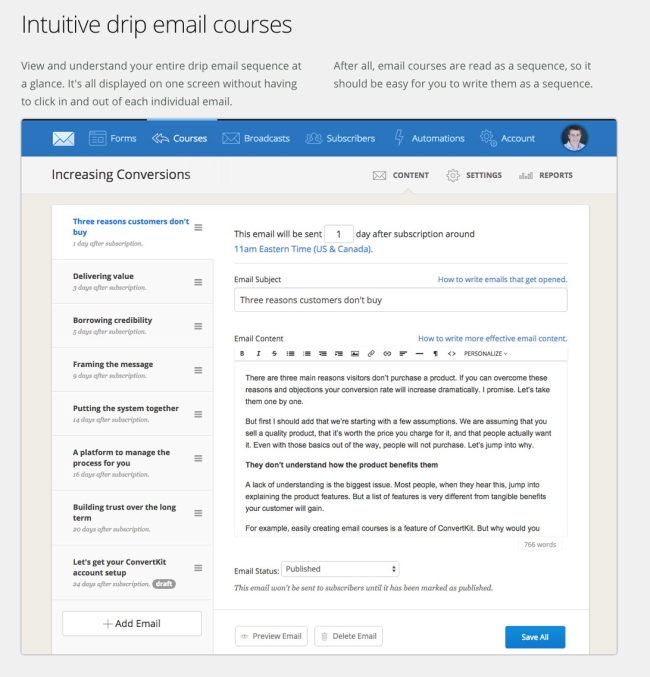 Intuitive drip email courses
View and understand your entire drip email sequence at
a glance. It's all displayed on one screen without having
to click in and out of each individual email.
After all, email courses are read as a sequence, so it
should be easy for you to write them as a sequence.
Forms
Courses
Broadcasts
Subscribers
Automations
Account
Increasing Conversions
CONTENT
SETTINGS
REPORTS
Three reasons customers don't
buy
1 day after subscription.
Delivering value
3 days after subscription.
Borrowing credibility
5 days after subscription.
Framing the message
9 days after subscription.
Putting the system together
14 days after subscription.
A platform to manage the
process for you
16 days after subscription.
Building trust over the long
term
20 days after subscription.
Let's get your ConvertKit
account setup
24 days after subscription. draft
+ Add Email
This email will be sent 1 day after subscription around
11am Eastern Time (US & Canada).
Email Subject
How to write emails that get opened.
Three reasons customers don't buy
Email Content
How to write more effective email content.
B I S ¶ <> PERSONALIZE
There are three main reasons visitors don't purchase a product. If you can overcome these
reasons and objections your conversion rate will increase dramatically. I promise. Let's take
them one by one.
But first I should add that we're starting with a few assumptions. We are assuming that you
sell a quality product, that it's worth the price you charge for it, and that people actually want
it. Even with those basics out of the way, people will not purchase. Let's jump into why.
They don't understand how the product benefits them
A lack of understanding is the biggest issue. Most people, when they hear this, jump into
explaining the product features. But a list of features is very different from tangible benefits
your customer will gain.
For example, easily creating email courses is a feature of ConvertKit. But why would you
766 words
Email Status: Published
This email won't be sent to subscribers until it has been marked as published.
Preview Email
Delete Email
Save All